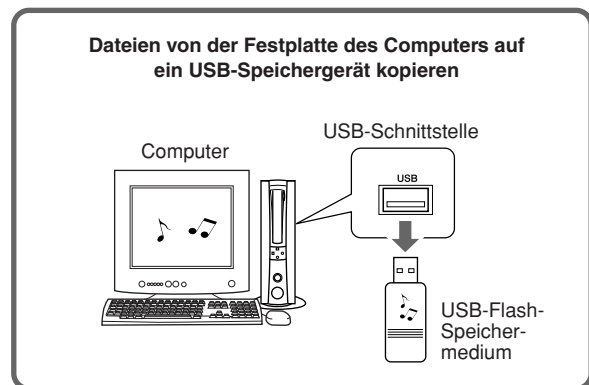 Dateien von der Festplatte des Computers auf
ein USB-Speichergerät kopieren
USB-Schnittstelle
Computer
USB
USB-Flash-
Speicher-
medium